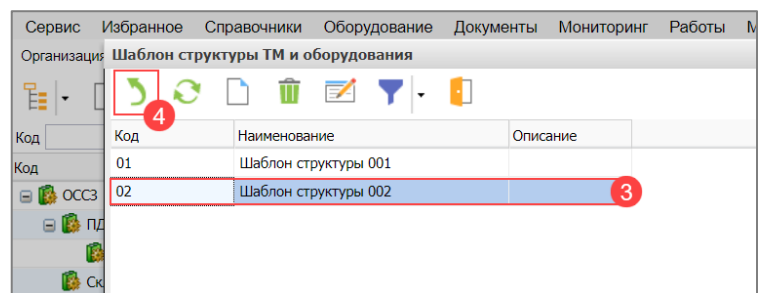 Сервис Избранное Справочники Оборудование Документы Мониторинг Работы
Организация Шаблон структуры ТМ и оборудования
4
Код Код Наименование Описание
Код 01 Шаблон структуры 001
ОССЗ 02 Шаблон структуры 002 3
ПД
Ск